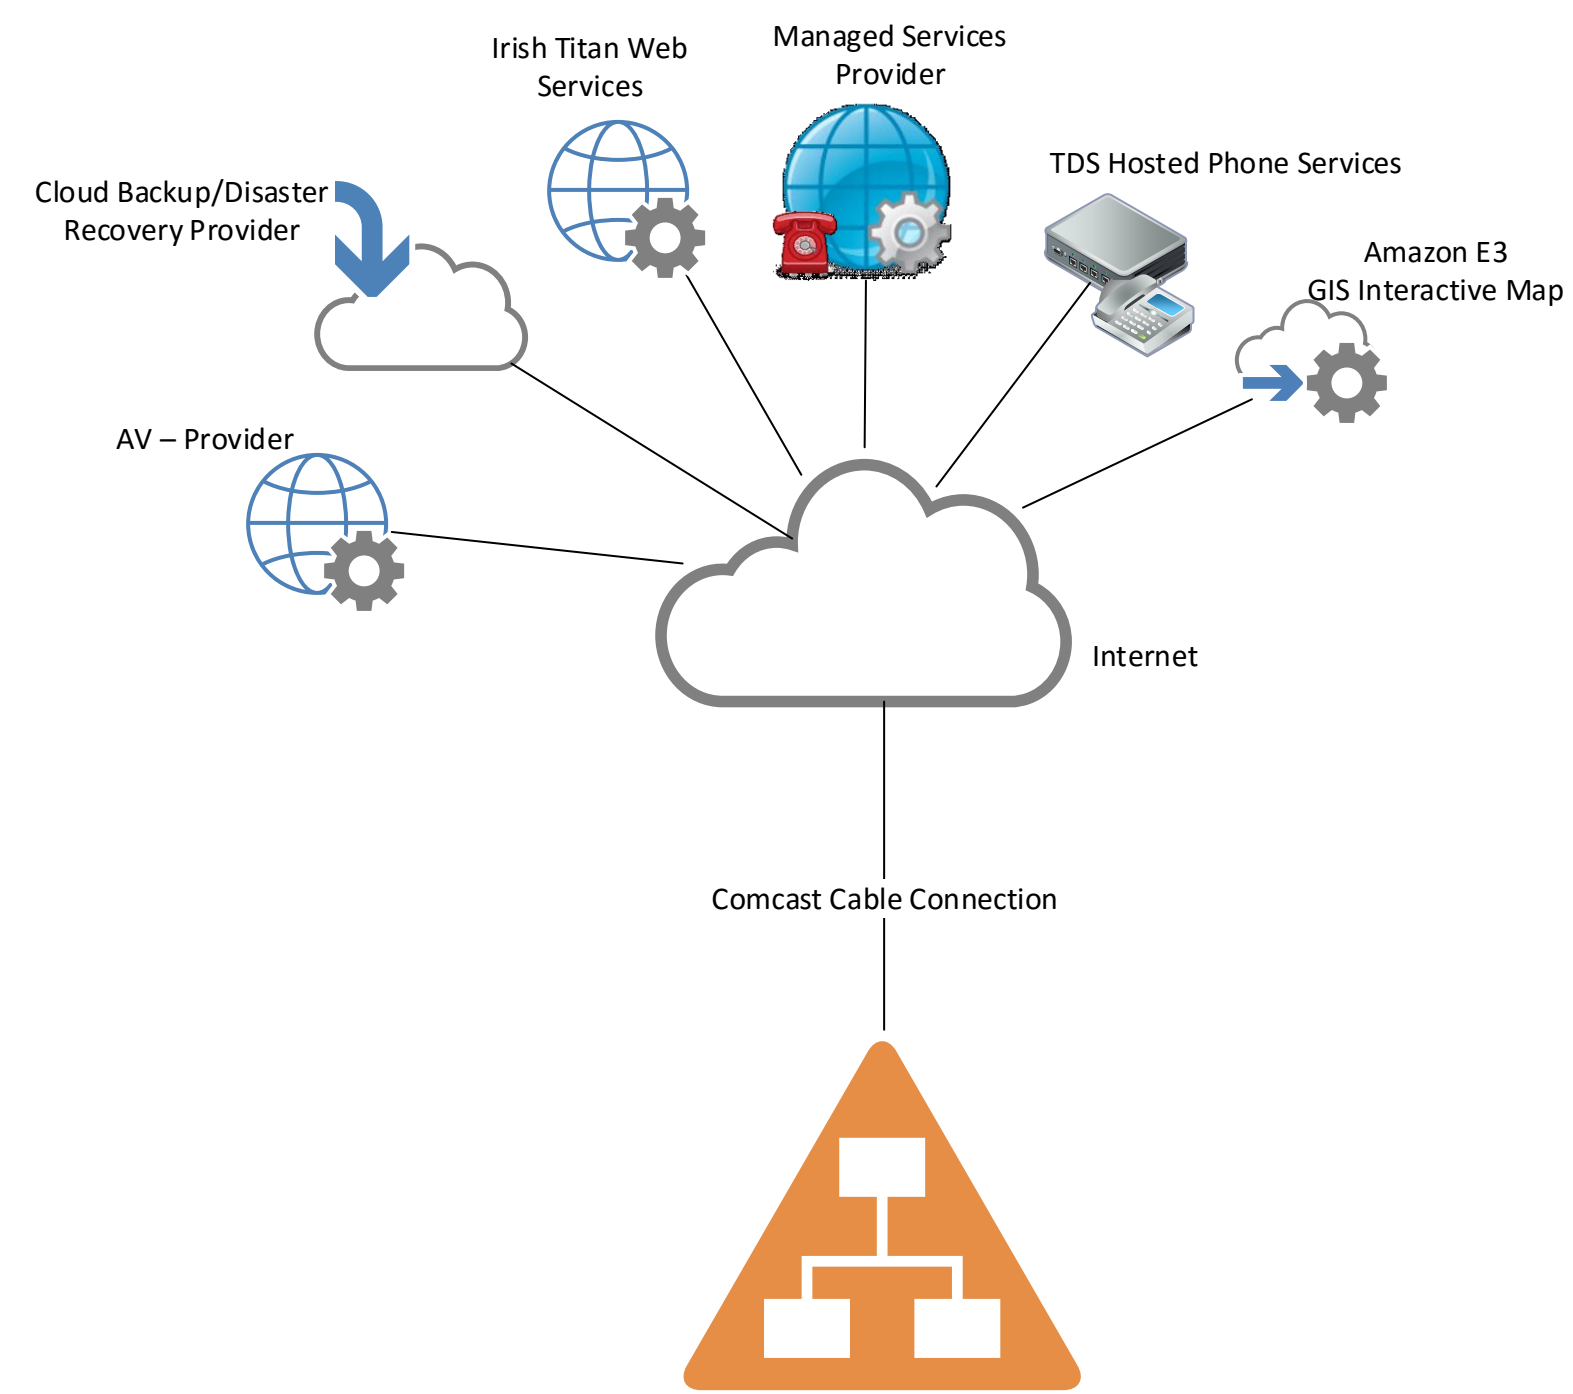 Irish Titan Web
Services
Managed Services
Provider
TDS Hosted Phone Services
Cloud Backup/Disaster
Recovery Provider
Amazon E3
GIS Interactive Map
AV – Provider
Internet
Comcast Cable Connection